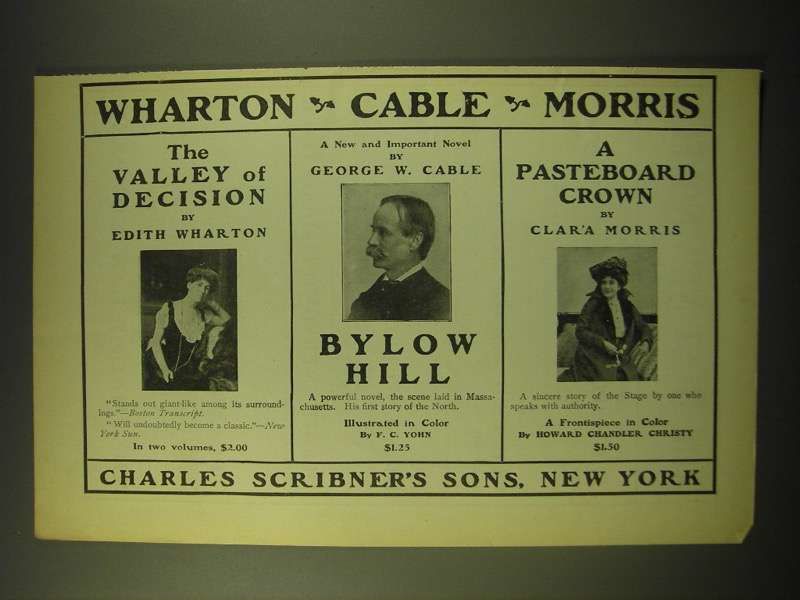 WHARTON CABLE MORRIS
The
VALLEY of
DECISION
BY
EDITH WHARTON
"Stands out giant-like among its surround-
ings."—Boston Transcript.
"Will undoubtedly become a classic."—New
York Sun.
In two volumes, $2.00
A New and Important Novel
BY
GEORGE W. CABLE
BYLOW
HILL
A powerful novel, the scene laid in Massa-
chusetts. His first story of the North.
Illustrated in Color
By F. C. YOHN
$1.25
A
PASTEBOARD
CROWN
BY
CLARA MORRIS
A sincere story of the Stage by one who
speaks with authority.
A Frontispiece in Color
By HOWARD CHANDLER CHRISTY
$1.50
CHARLES SCRIBNER'S SONS, NEW YORK